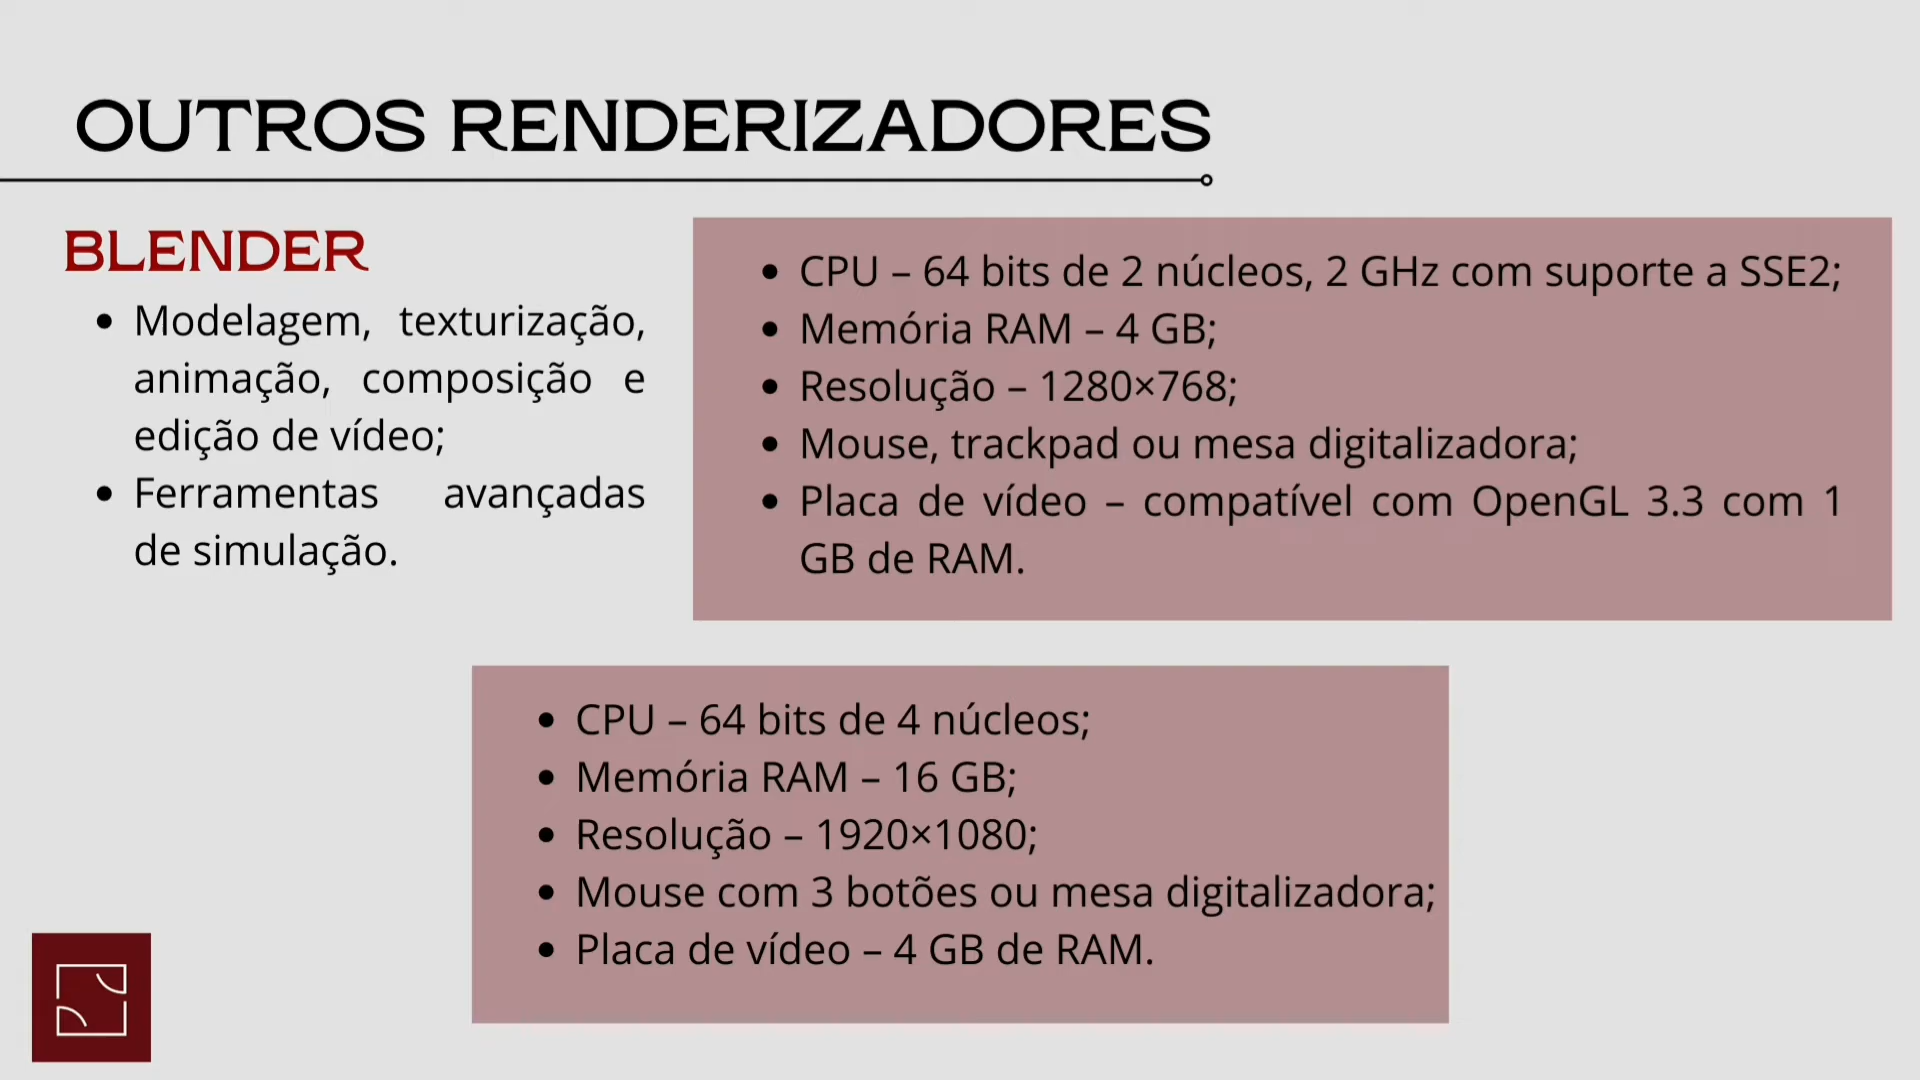 OUTROS RENDERIZADORES
BLENDER
• Modelagem, texturização,
animação, composição e
edição de vídeo;
• Ferramentas avançadas
de simulação.
• CPU – 64 bits de 2 núcleos, 2 GHz com suporte a SSE2;
• Memória RAM – 4 GB;
• Resolução – 1280×768;
• Mouse, trackpad ou mesa digitalizadora;
• Placa de vídeo – compatível com OpenGL 3.3 com 1
GB de RAM.
• CPU – 64 bits de 4 núcleos;
• Memória RAM – 16 GB;
• Resolução – 1920×1080;
• Mouse com 3 botões ou mesa digitalizadora;
• Placa de vídeo – 4 GB de RAM.